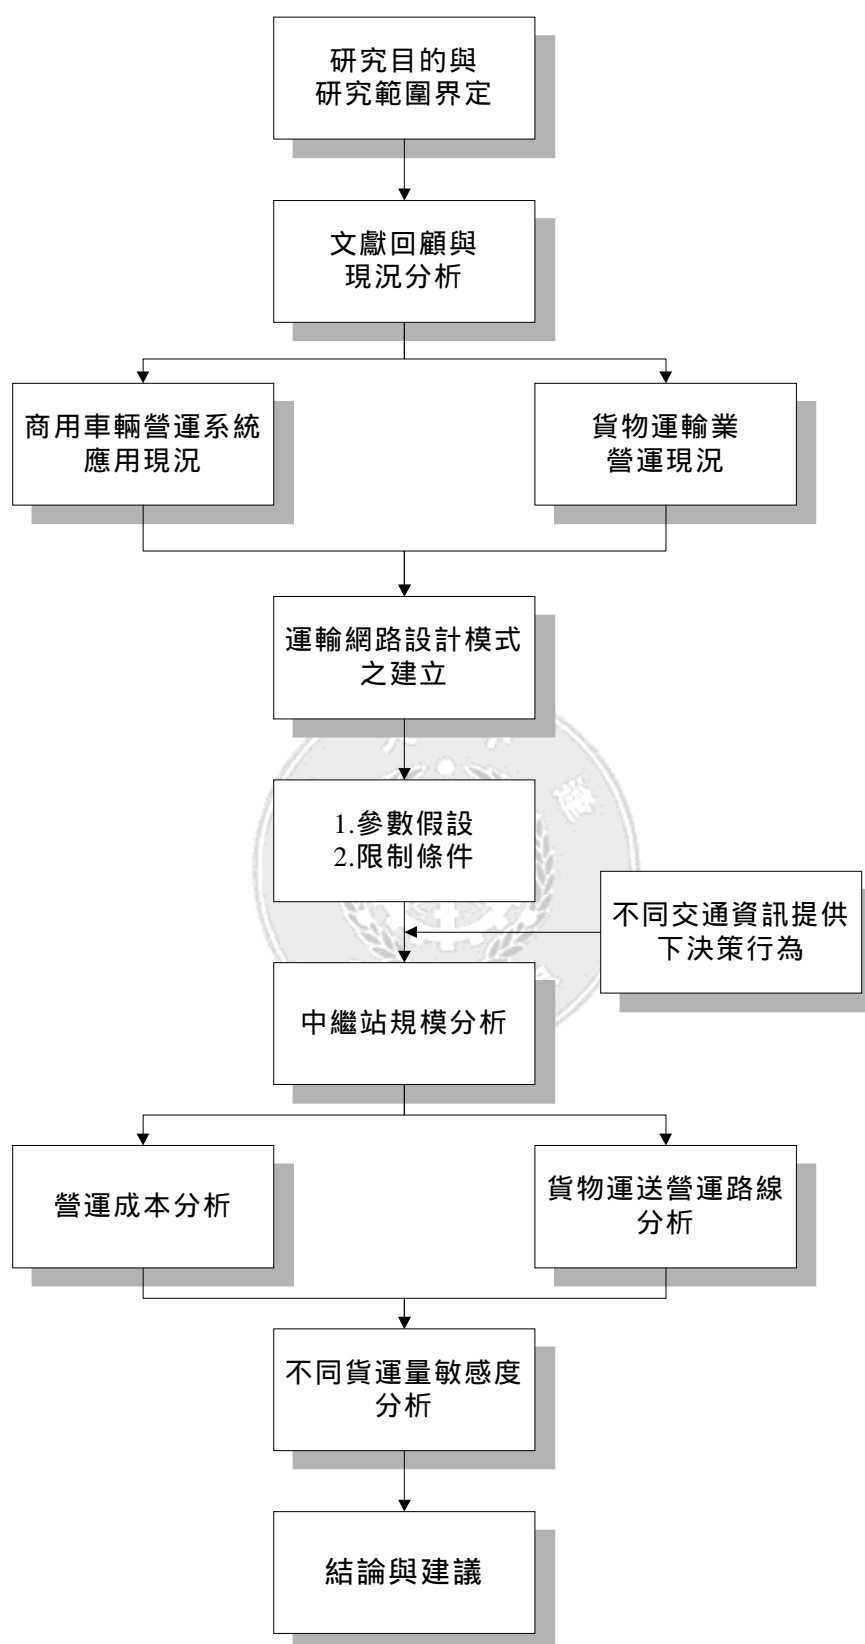 研究目的與
研究範圍界定
文獻回顧與
現況分析
商用車輛營運系統
應用現況
貨物運輸業
營運現況
運輸網路設計模式
之建立
1.參數假設
2.限制條件
不同交通資訊提供
下決策行為
中繼站規模分析
營運成本分析
貨物運送營運路線
分析
不同貨運量敏感度
分析
結論與建議